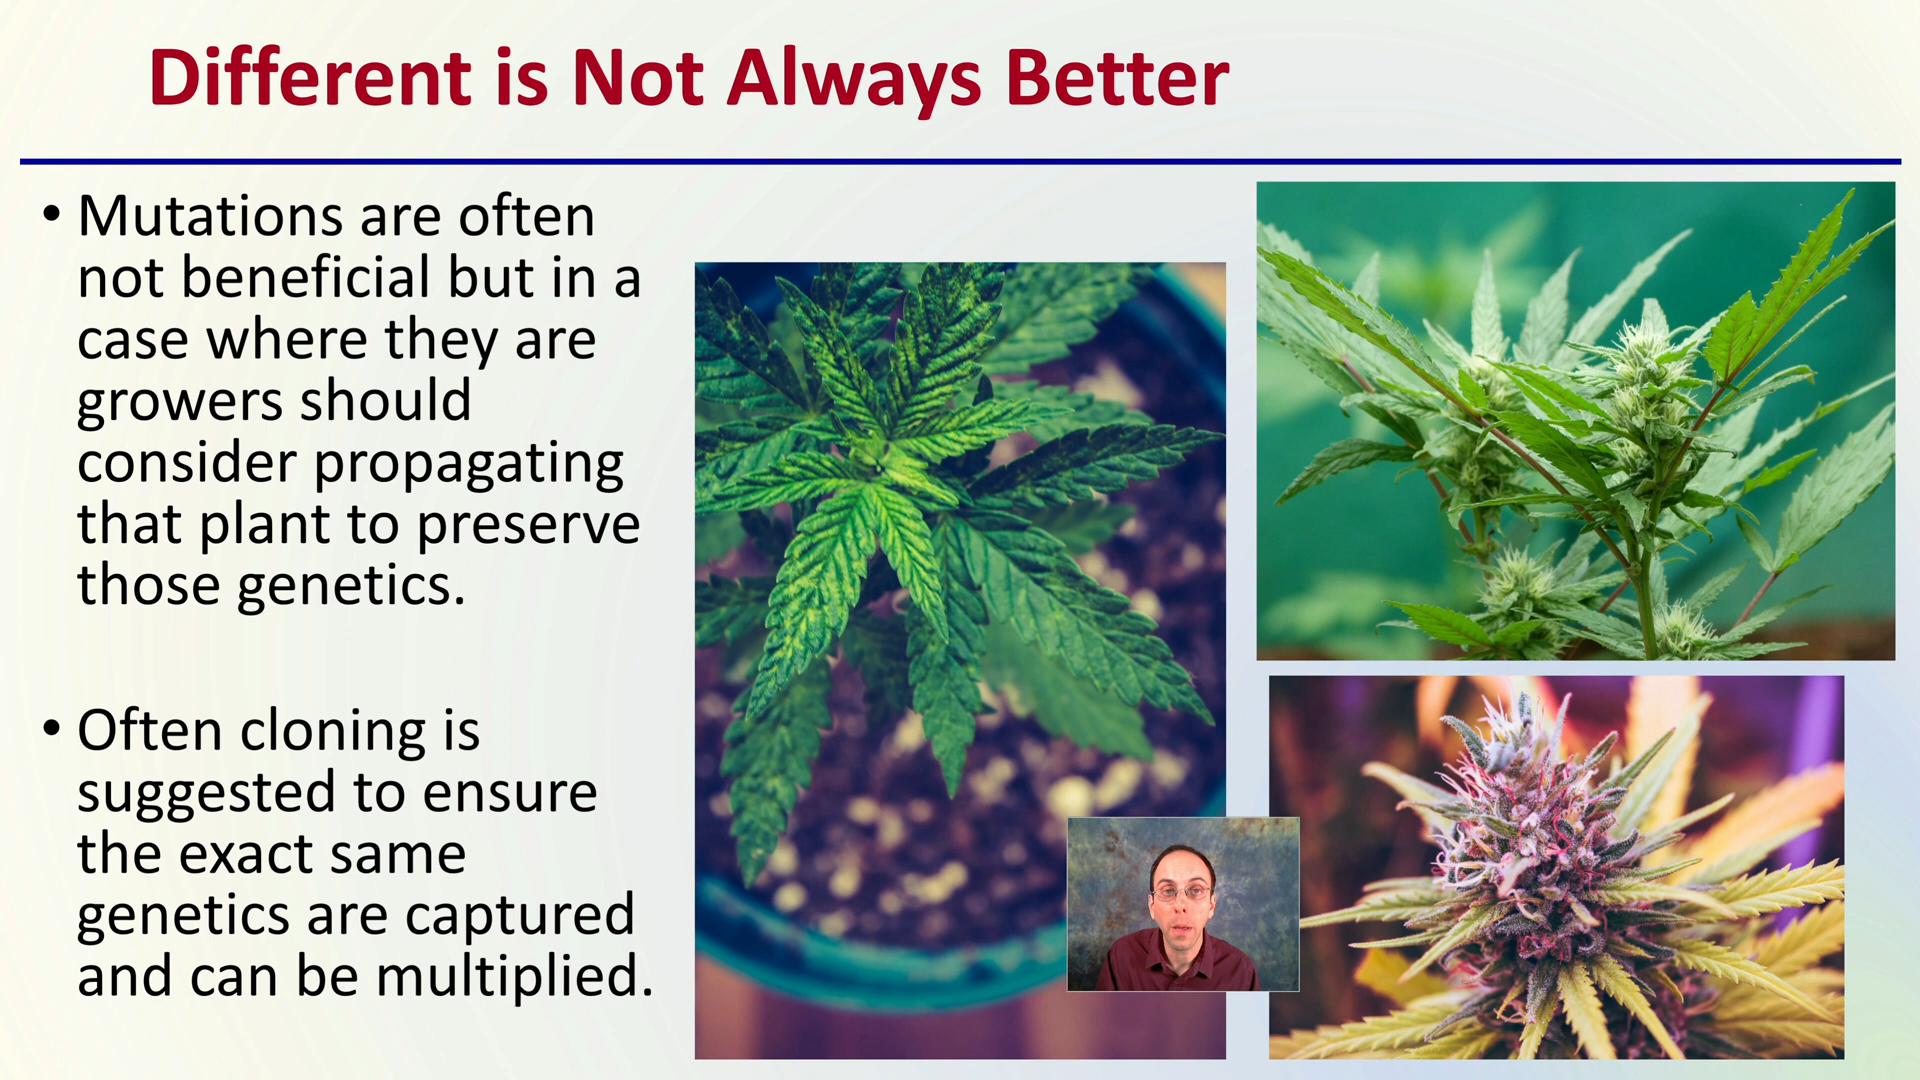 Different is Not Always Better
• Mutations are often
not beneficial but in a
case where they are
growers should
consider propagating
that plant to preserve
those genetics.
• Often cloning is
suggested to ensure
the exact same
genetics are captured
and can be multiplied.